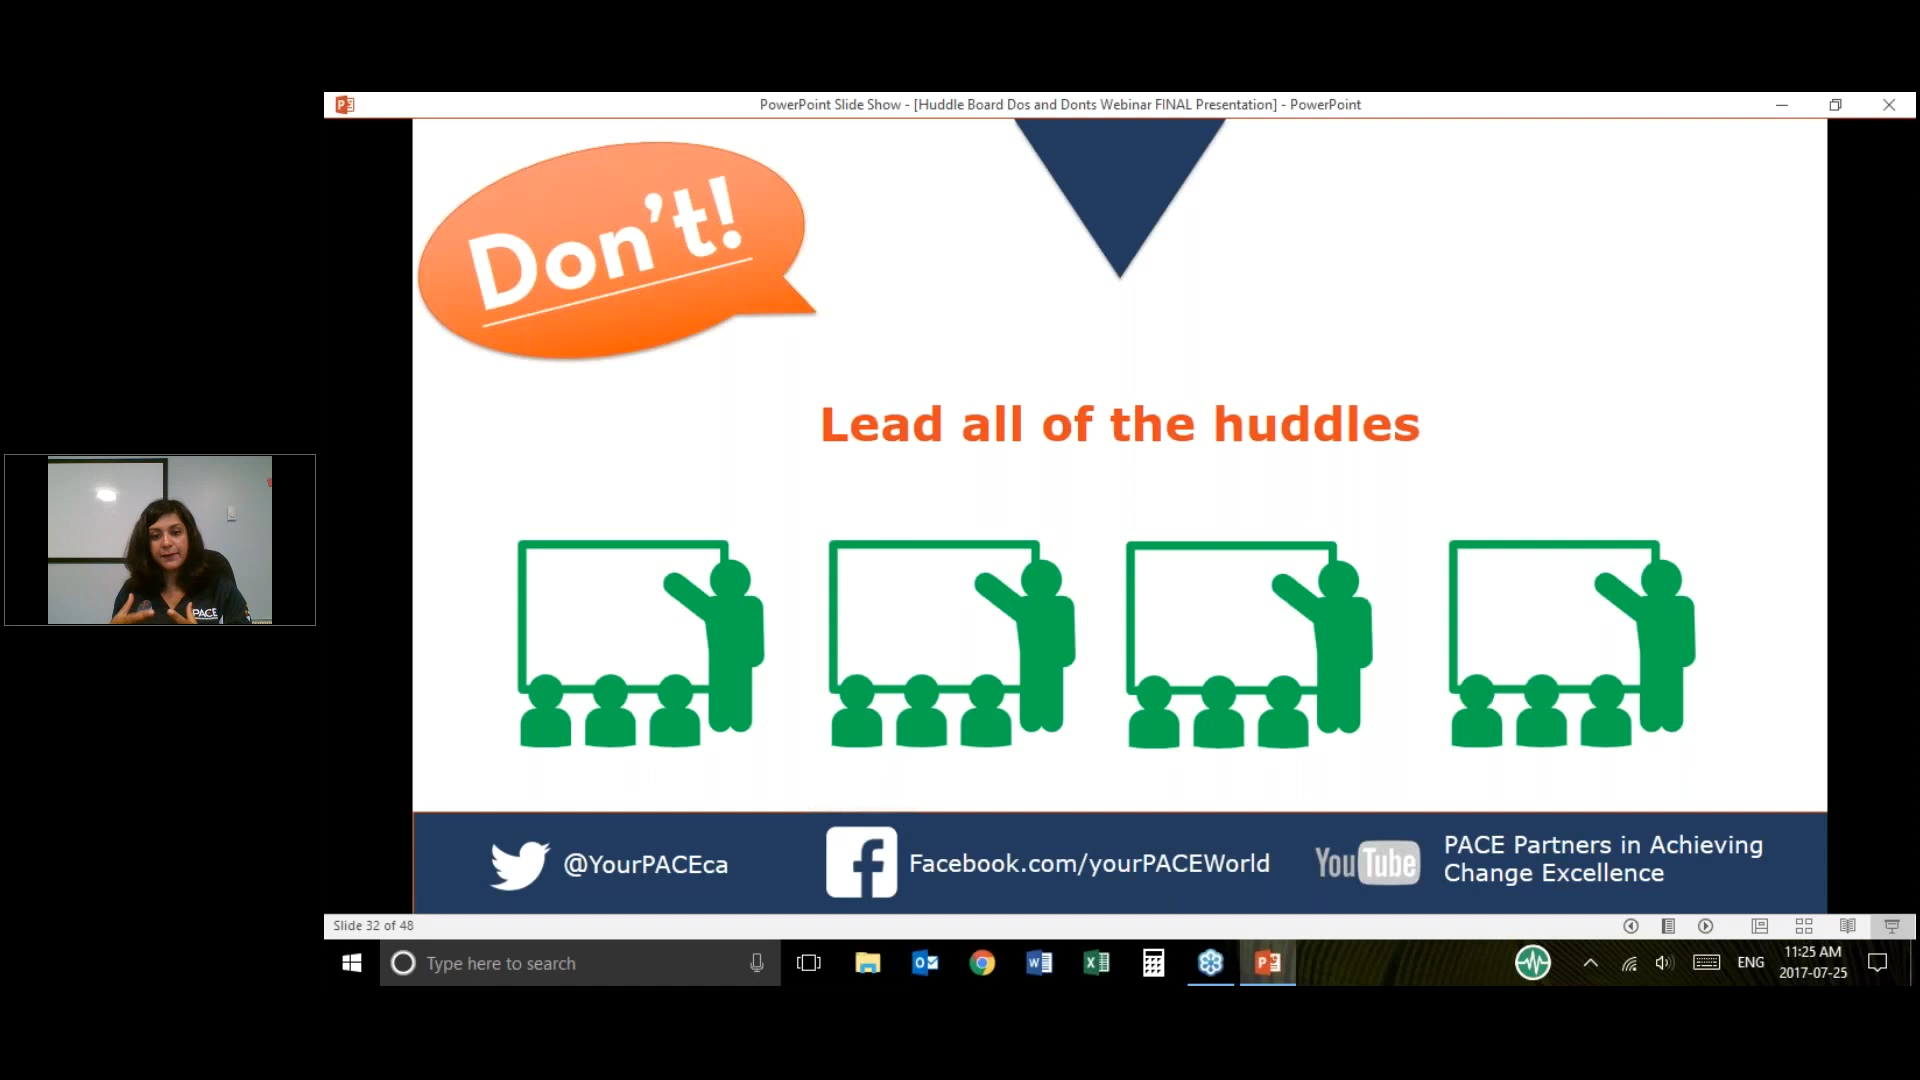 PowerPoint Slide Show - [Huddle Board Dos and Donts Webinar FINAL Presentation] - PowerPoint
Don't!
Lead all of the huddles
PACE
@YourPACEca
Facebook.com/yourPACEWorld
YouTube
PACE Partners in Achieving
Change Excellence
Slide 32 of 48
Type here to search
ENG
11:25 AM
2017-07-25